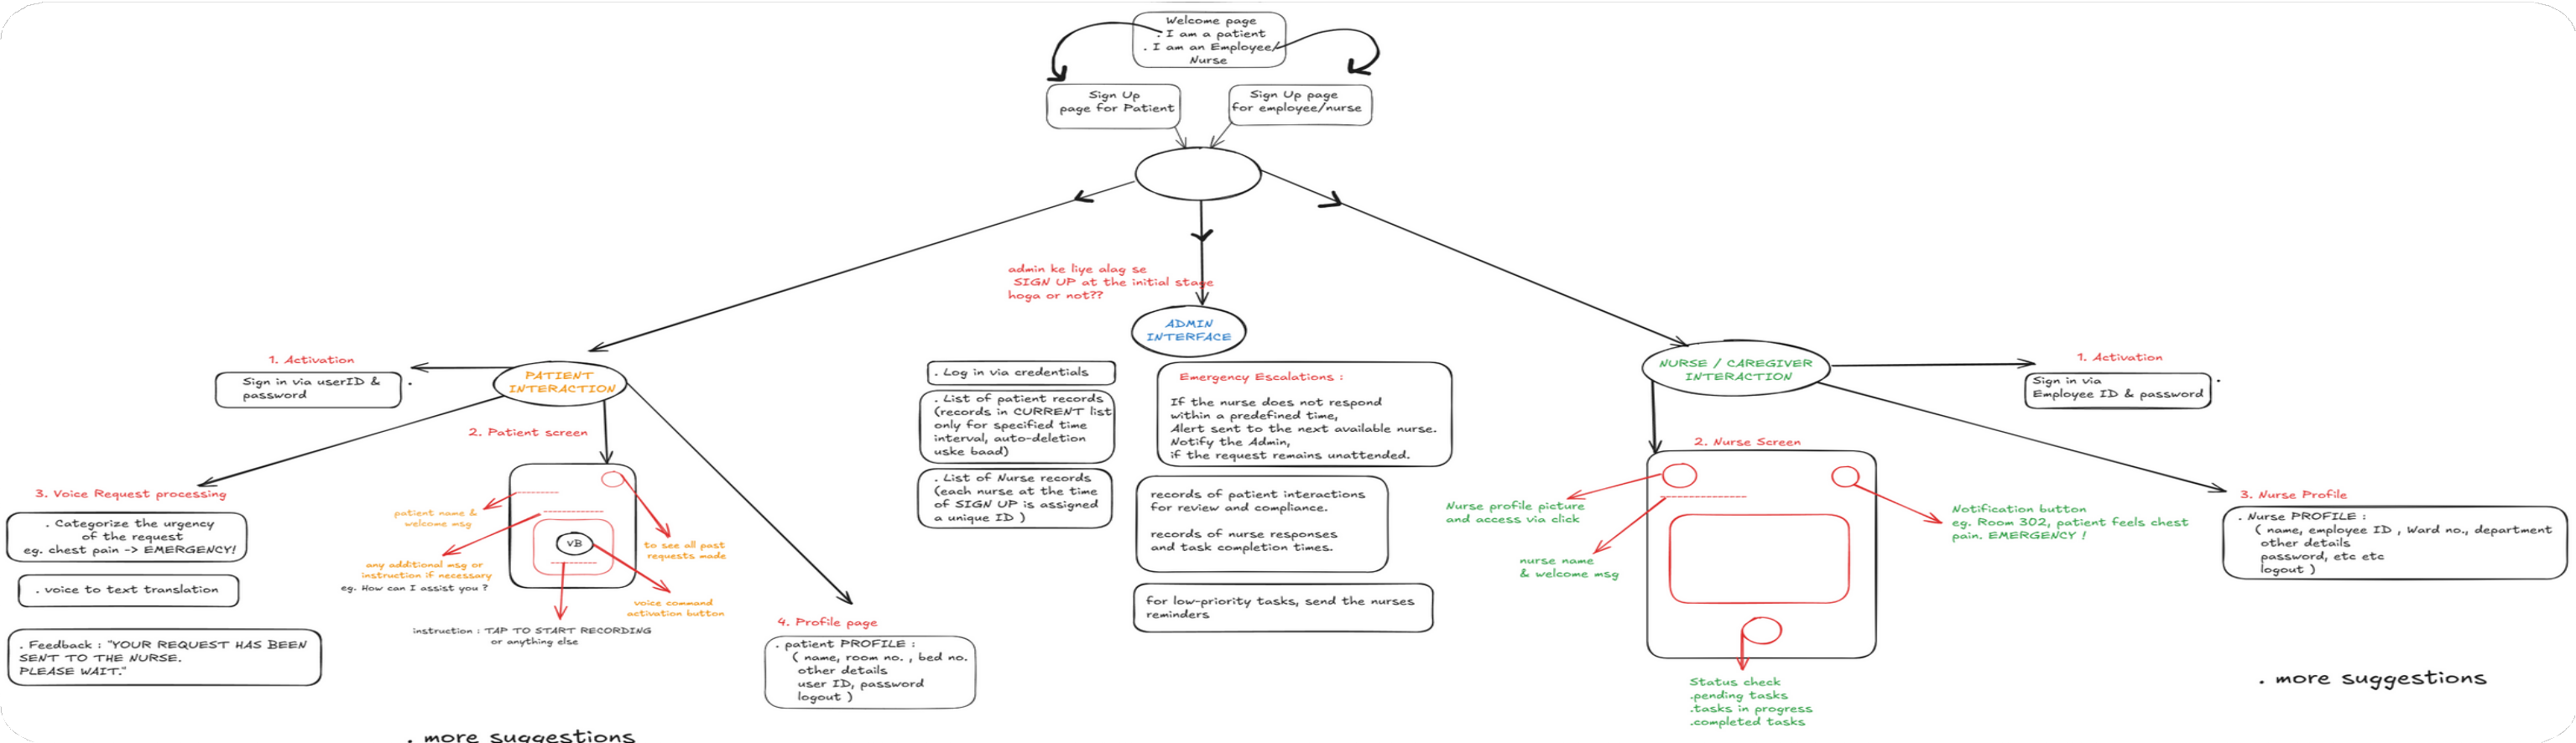 Welcome page
. I am a patient
. I am an Employee/
Nurse
Sign Up
page for Patient
Sign Up page
for employee/nurse
admin ke liye alag se
SIGN UP at the initial stage
hoga or not??
ADMIN
INTERFACE
PATIENT
INTERACTION
1. Activation
Sign in via userID &
password
.
2. Patient screen
patient name &
welcome msg
any additional msg or
instruction if necessary
eg. How can I assist you ?
VB
to see all past
requests made
voice command
activation button
instruction : TAP TO START RECORDING
or anything else
3. Voice Request processing
. Categorize the urgency
of the request
eg. chest pain -> EMERGENCY!
. voice to text translation
. Feedback : "YOUR REQUEST HAS BEEN
SENT TO THE NURSE.
PLEASE WAIT."
4. Profile page
. patient PROFILE :
( name, room no. , bed no.
other details
user ID, password
logout )
. more suggestions
. Log in via credentials
. List of patient records
(records in CURRENT list
only for specified time
interval, auto-deletion
uske baad)
. List of Nurse records
(each nurse at the time
of SIGN UP is assigned
a unique ID )
Emergency Escalations :
If the nurse does not respond
within a predefined time,
Alert sent to the next available nurse.
Notify the Admin,
if the request remains unattended.
records of patient interactions
for review and compliance.
records of nurse responses
and task completion times.
for low-priority tasks, send the nurses
reminders
NURSE / CAREGIVER
INTERACTION
1. Activation
Sign in via
Employee ID & password
.
2. Nurse Screen
Nurse profile picture
and access via click
nurse name
& welcome msg
Notification button
eg. Room 302, patient feels chest
pain. EMERGENCY !
Status check
.pending tasks
.tasks in progress
.completed tasks
3. Nurse Profile
. Nurse PROFILE :
( name, employee ID , Ward no., department
other details
password, etc etc
logout )
. more suggestions